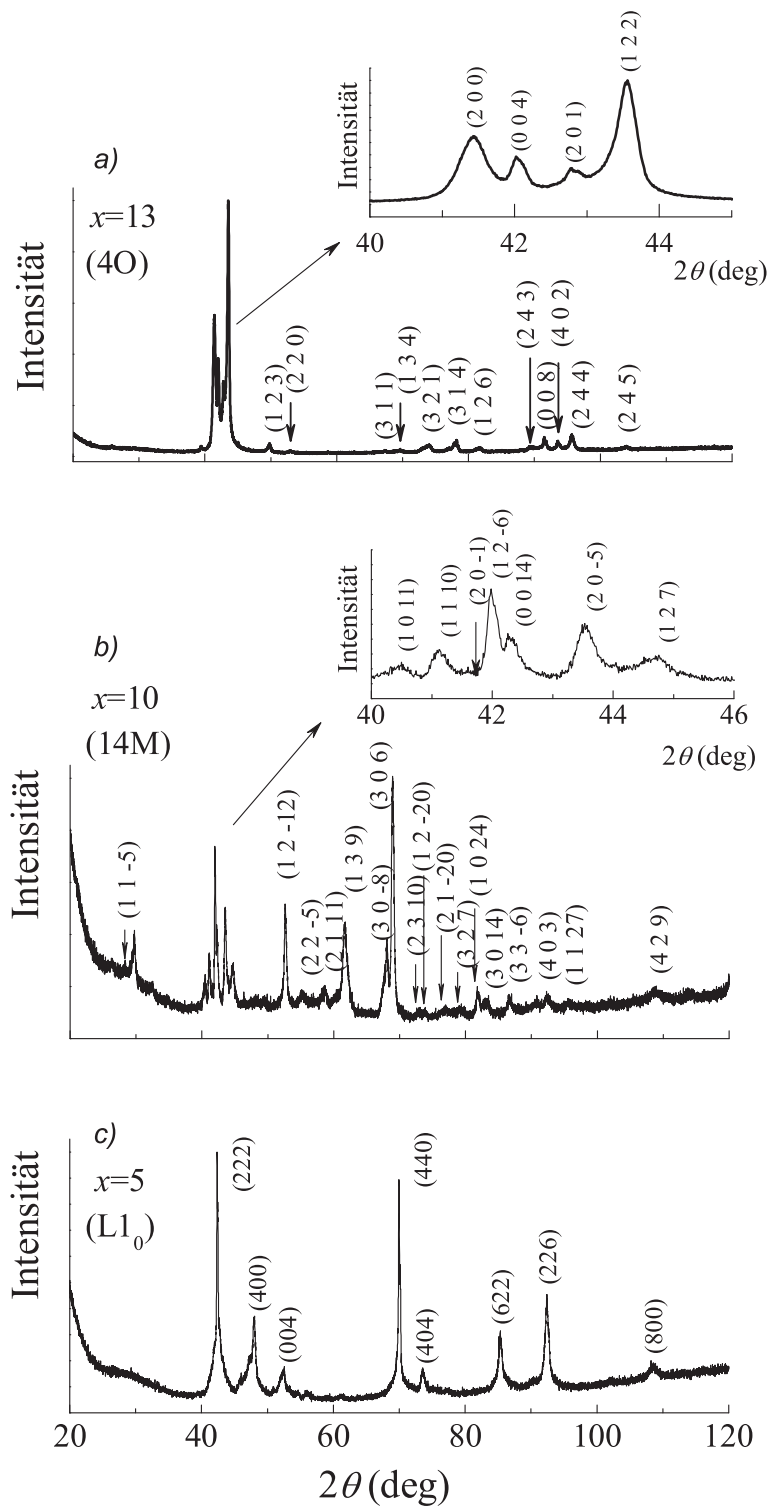 a)
x=13
(4O)
Intensität
Intensität
(2 0 0)
(0 0 4)
(2 0 1)
(1 2 2)
40
42
44
2θ (deg)
(1 2 3)
(2 2 0)
(3 1 1)
(1 3 4)
(3 2 1)
(3 1 4)
(1 2 6)
(2 4 3)
(0 0 8)
(4 0 2)
(2 4 4)
(2 4 5)
b)
x=10
(14M)
Intensität
Intensität
(1 0 11)
(1 1 10)
(2 0 -1)
(1 2 -6)
(0 0 14)
(2 0 -5)
(1 2 7)
40
42
44
46
2θ (deg)
(1 1 -5)
(1 2 -12)
(2 2 -5)
(2 1 11)
(1 3 9)
(3 0 -8)
(3 0 6)
(2 3 10)
(1 2 -20)
(2 1 -20)
(3 2 7)
(1 0 24)
(3 0 14)
(3 3 -6)
(4 0 3)
(1 1 27)
(4 2 9)
c)
x=5
(L1₀)
Intensität
(222)
(400)
(004)
(440)
(404)
(622)
(226)
(800)
20
40
60
80
100
120
2θ (deg)